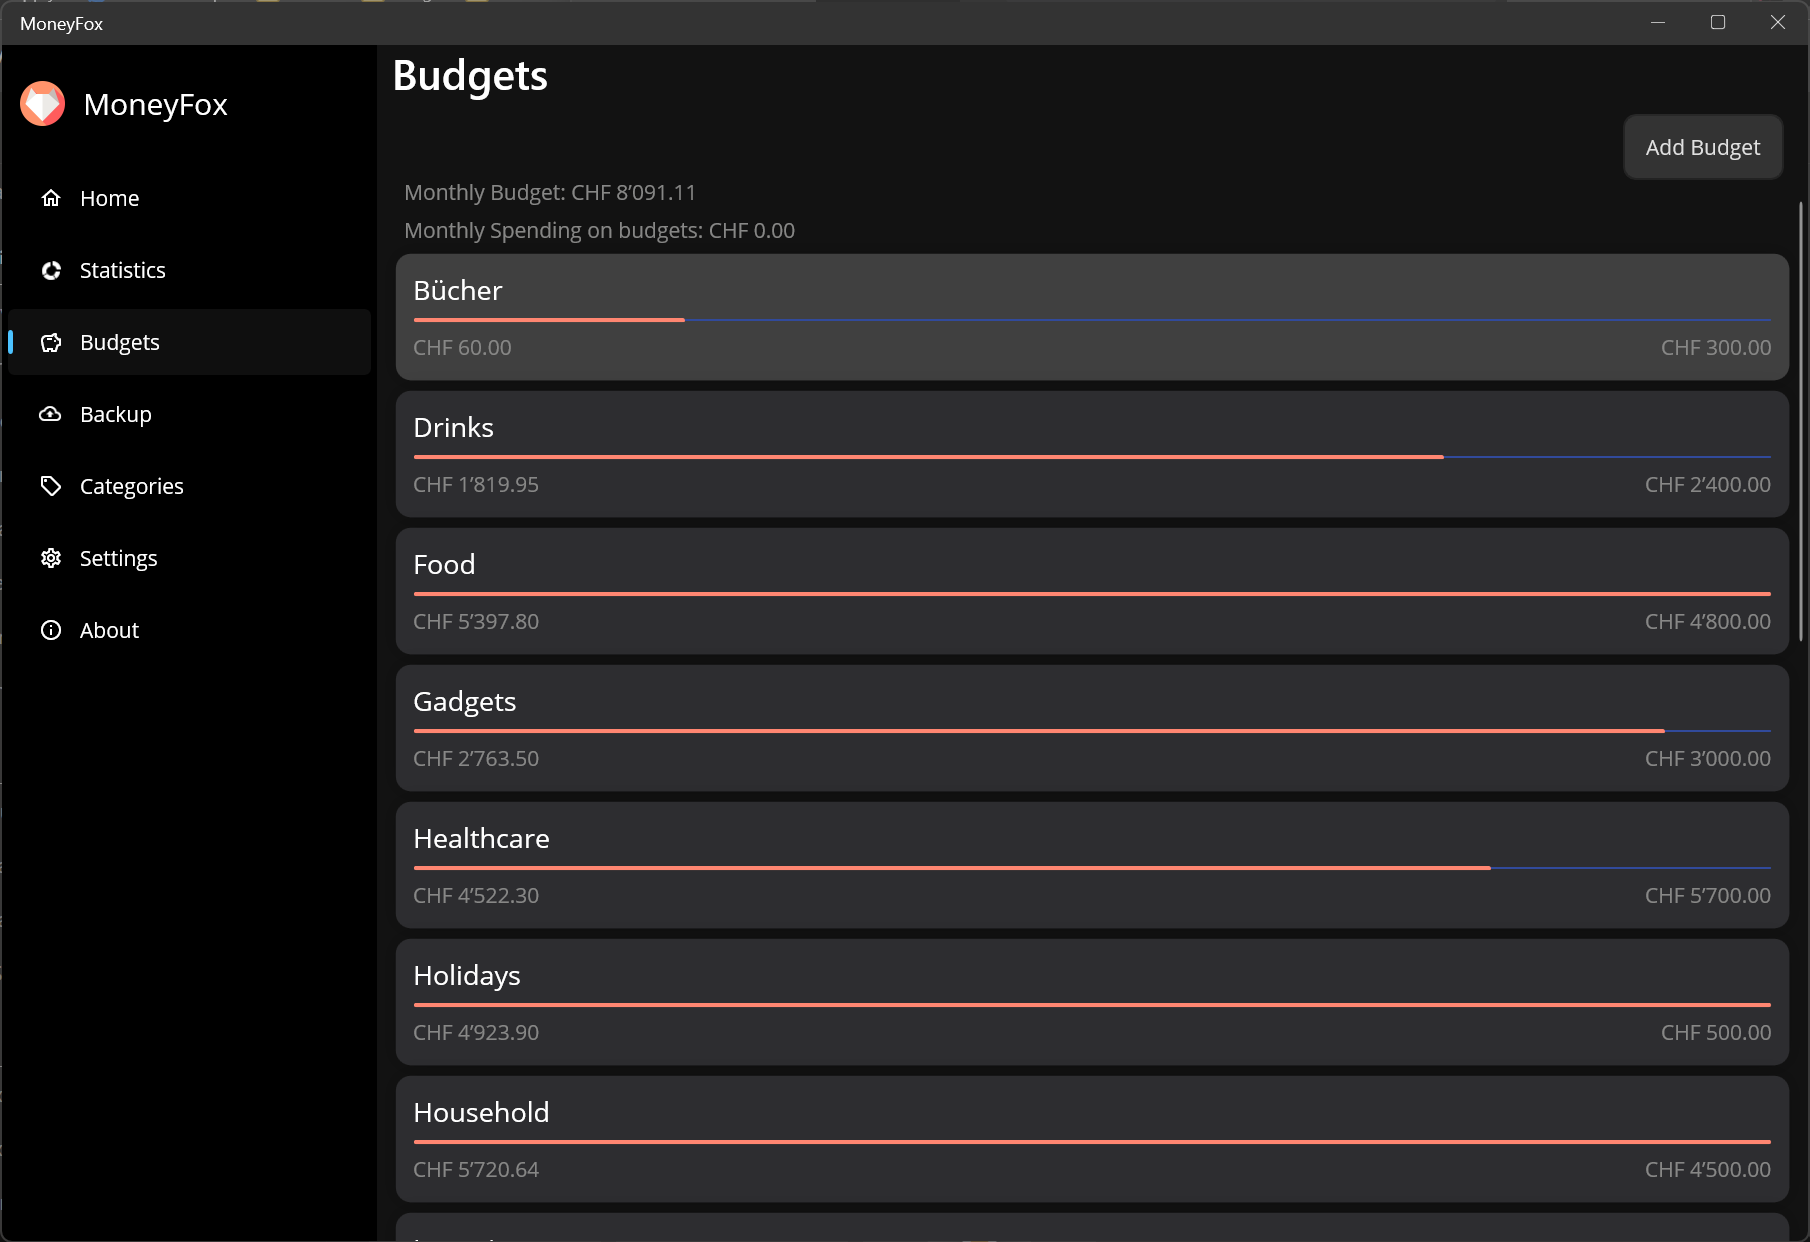 MoneyFox
MoneyFox
Home
Statistics
Budgets
Backup
Categories
Settings
About
Budgets
Add Budget
Monthly Budget: CHF 8’091.11
Monthly Spending on budgets: CHF 0.00
Bücher
CHF 60.00 CHF 300.00
Drinks
CHF 1’819.95 CHF 2’400.00
Food
CHF 5’397.80 CHF 4’800.00
Gadgets
CHF 2’763.50 CHF 3’000.00
Healthcare
CHF 4’522.30 CHF 5’700.00
Holidays
CHF 4’923.90 CHF 500.00
Household
CHF 5’720.64 CHF 4’500.00